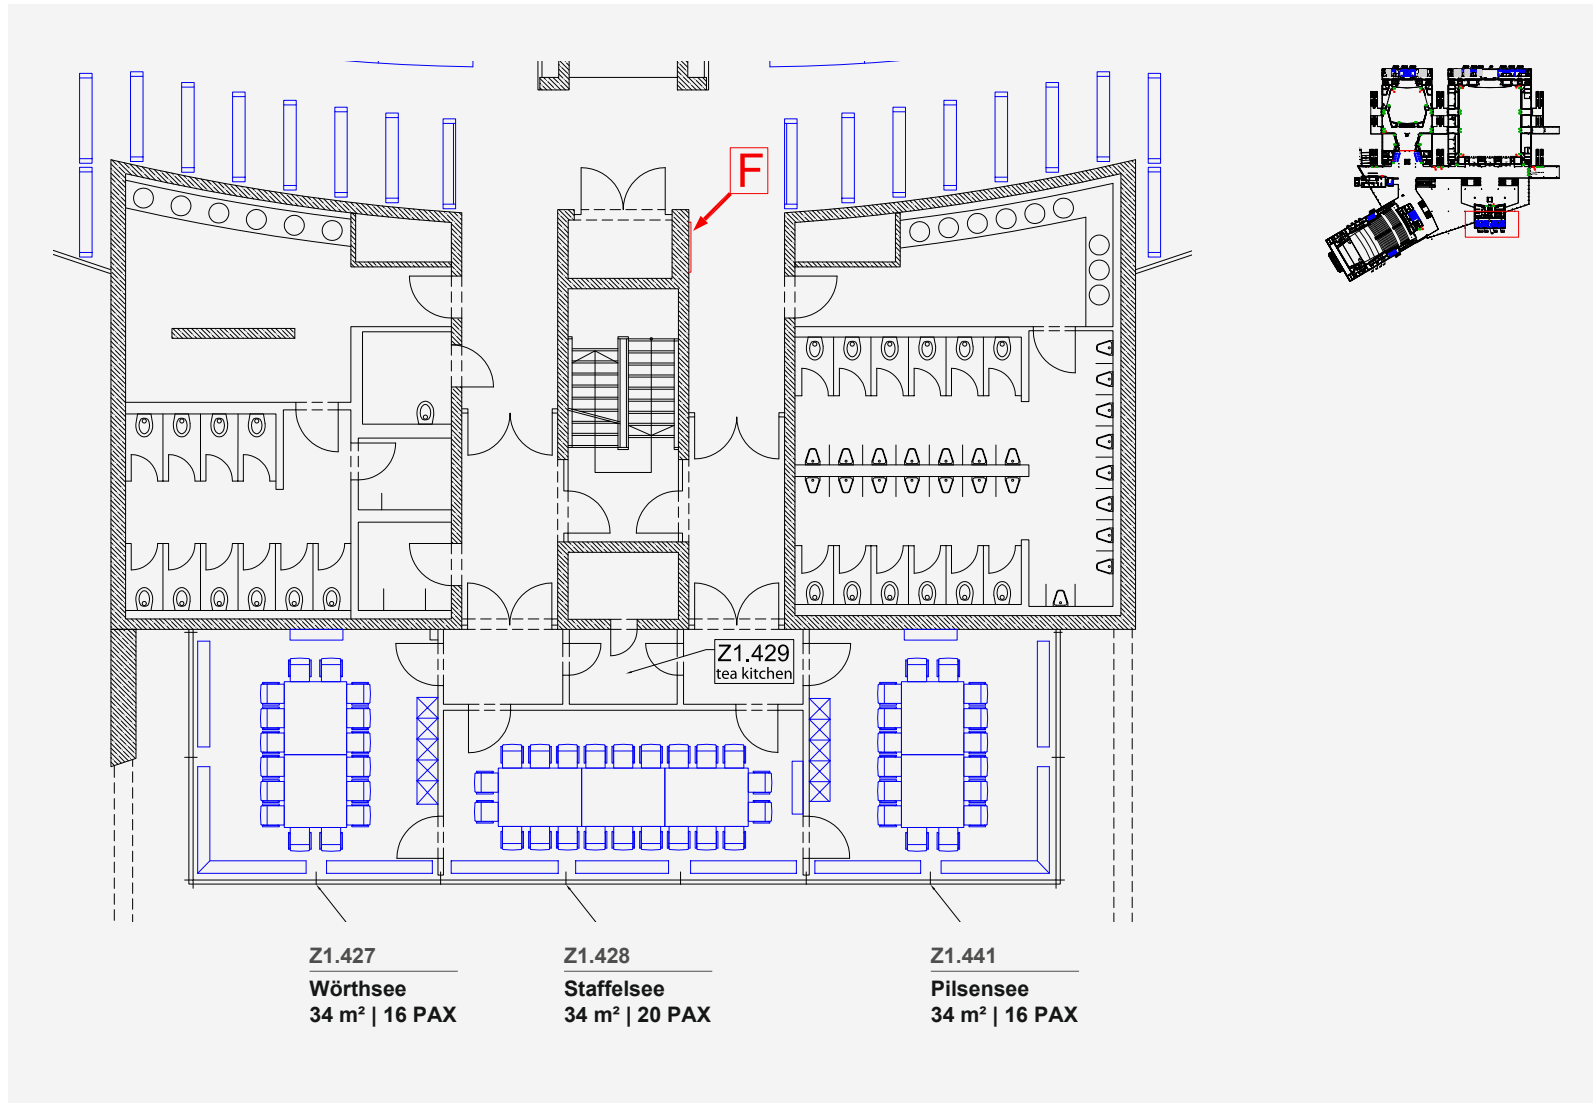 F
Z1.429
tea kitchen
Z1.427
Wörthsee
34 m² | 16 PAX
Z1.428
Staffelsee
34 m² | 20 PAX
Z1.441
Pilsensee
34 m² | 16 PAX